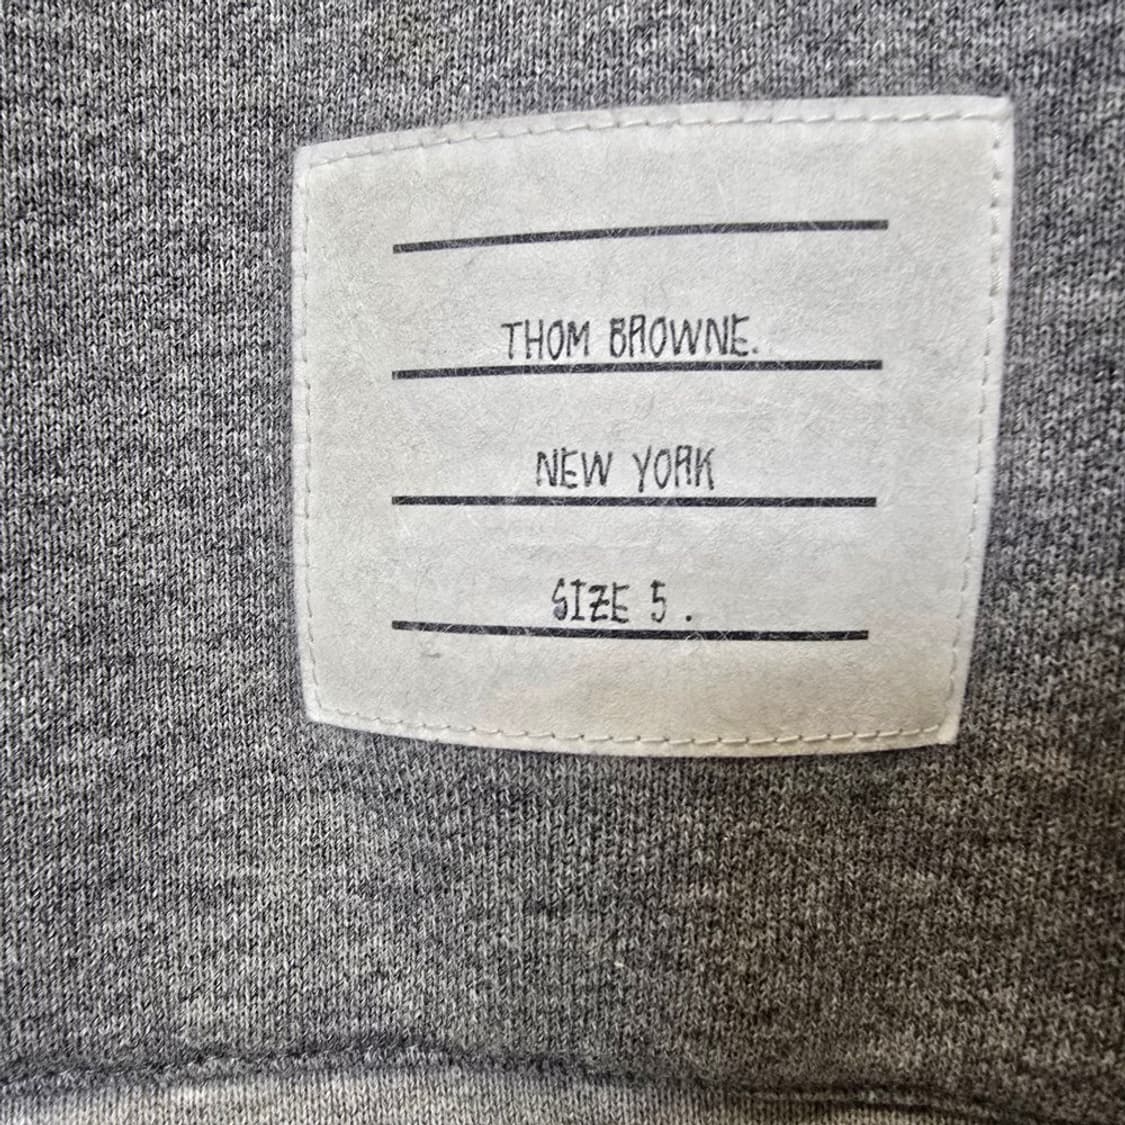 THOM BROWNE.
NEW YORK
SIZE 5 .